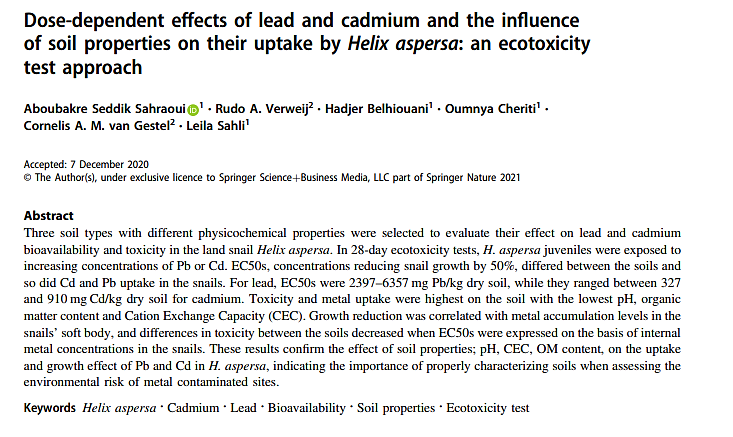 Dose-dependent effects of lead and cadmium and the influence
of soil properties on their uptake by Helix aspersa: an ecotoxicity
test approach
Aboubakre Seddik Sahraoui iD 1 · Rudo A. Verweij2 · Hadjer Belhiouani1 · Oumnya Cheriti1 ·
Cornelis A. M. van Gestel2 · Leila Sahli1
Accepted: 7 December 2020
© The Author(s), under exclusive licence to Springer Science+Business Media, LLC part of Springer Nature 2021
Abstract
Three soil types with different physicochemical properties were selected to evaluate their effect on lead and cadmium
bioavailability and toxicity in the land snail Helix aspersa. In 28-day ecotoxicity tests, H. aspersa juveniles were exposed to
increasing concentrations of Pb or Cd. EC50s, concentrations reducing snail growth by 50%, differed between the soils and
so did Cd and Pb uptake in the snails. For lead, EC50s were 2397–6357 mg Pb/kg dry soil, while they ranged between 327
and 910 mg Cd/kg dry soil for cadmium. Toxicity and metal uptake were highest on the soil with the lowest pH, organic
matter content and Cation Exchange Capacity (CEC). Growth reduction was correlated with metal accumulation levels in the
snails’ soft body, and differences in toxicity between the soils decreased when EC50s were expressed on the basis of internal
metal concentrations in the snails. These results confirm the effect of soil properties; pH, CEC, OM content, on the uptake
and growth effect of Pb and Cd in H. aspersa, indicating the importance of properly characterizing soils when assessing the
environmental risk of metal contaminated sites.
Keywords Helix aspersa · Cadmium · Lead · Bioavailability · Soil properties · Ecotoxicity test